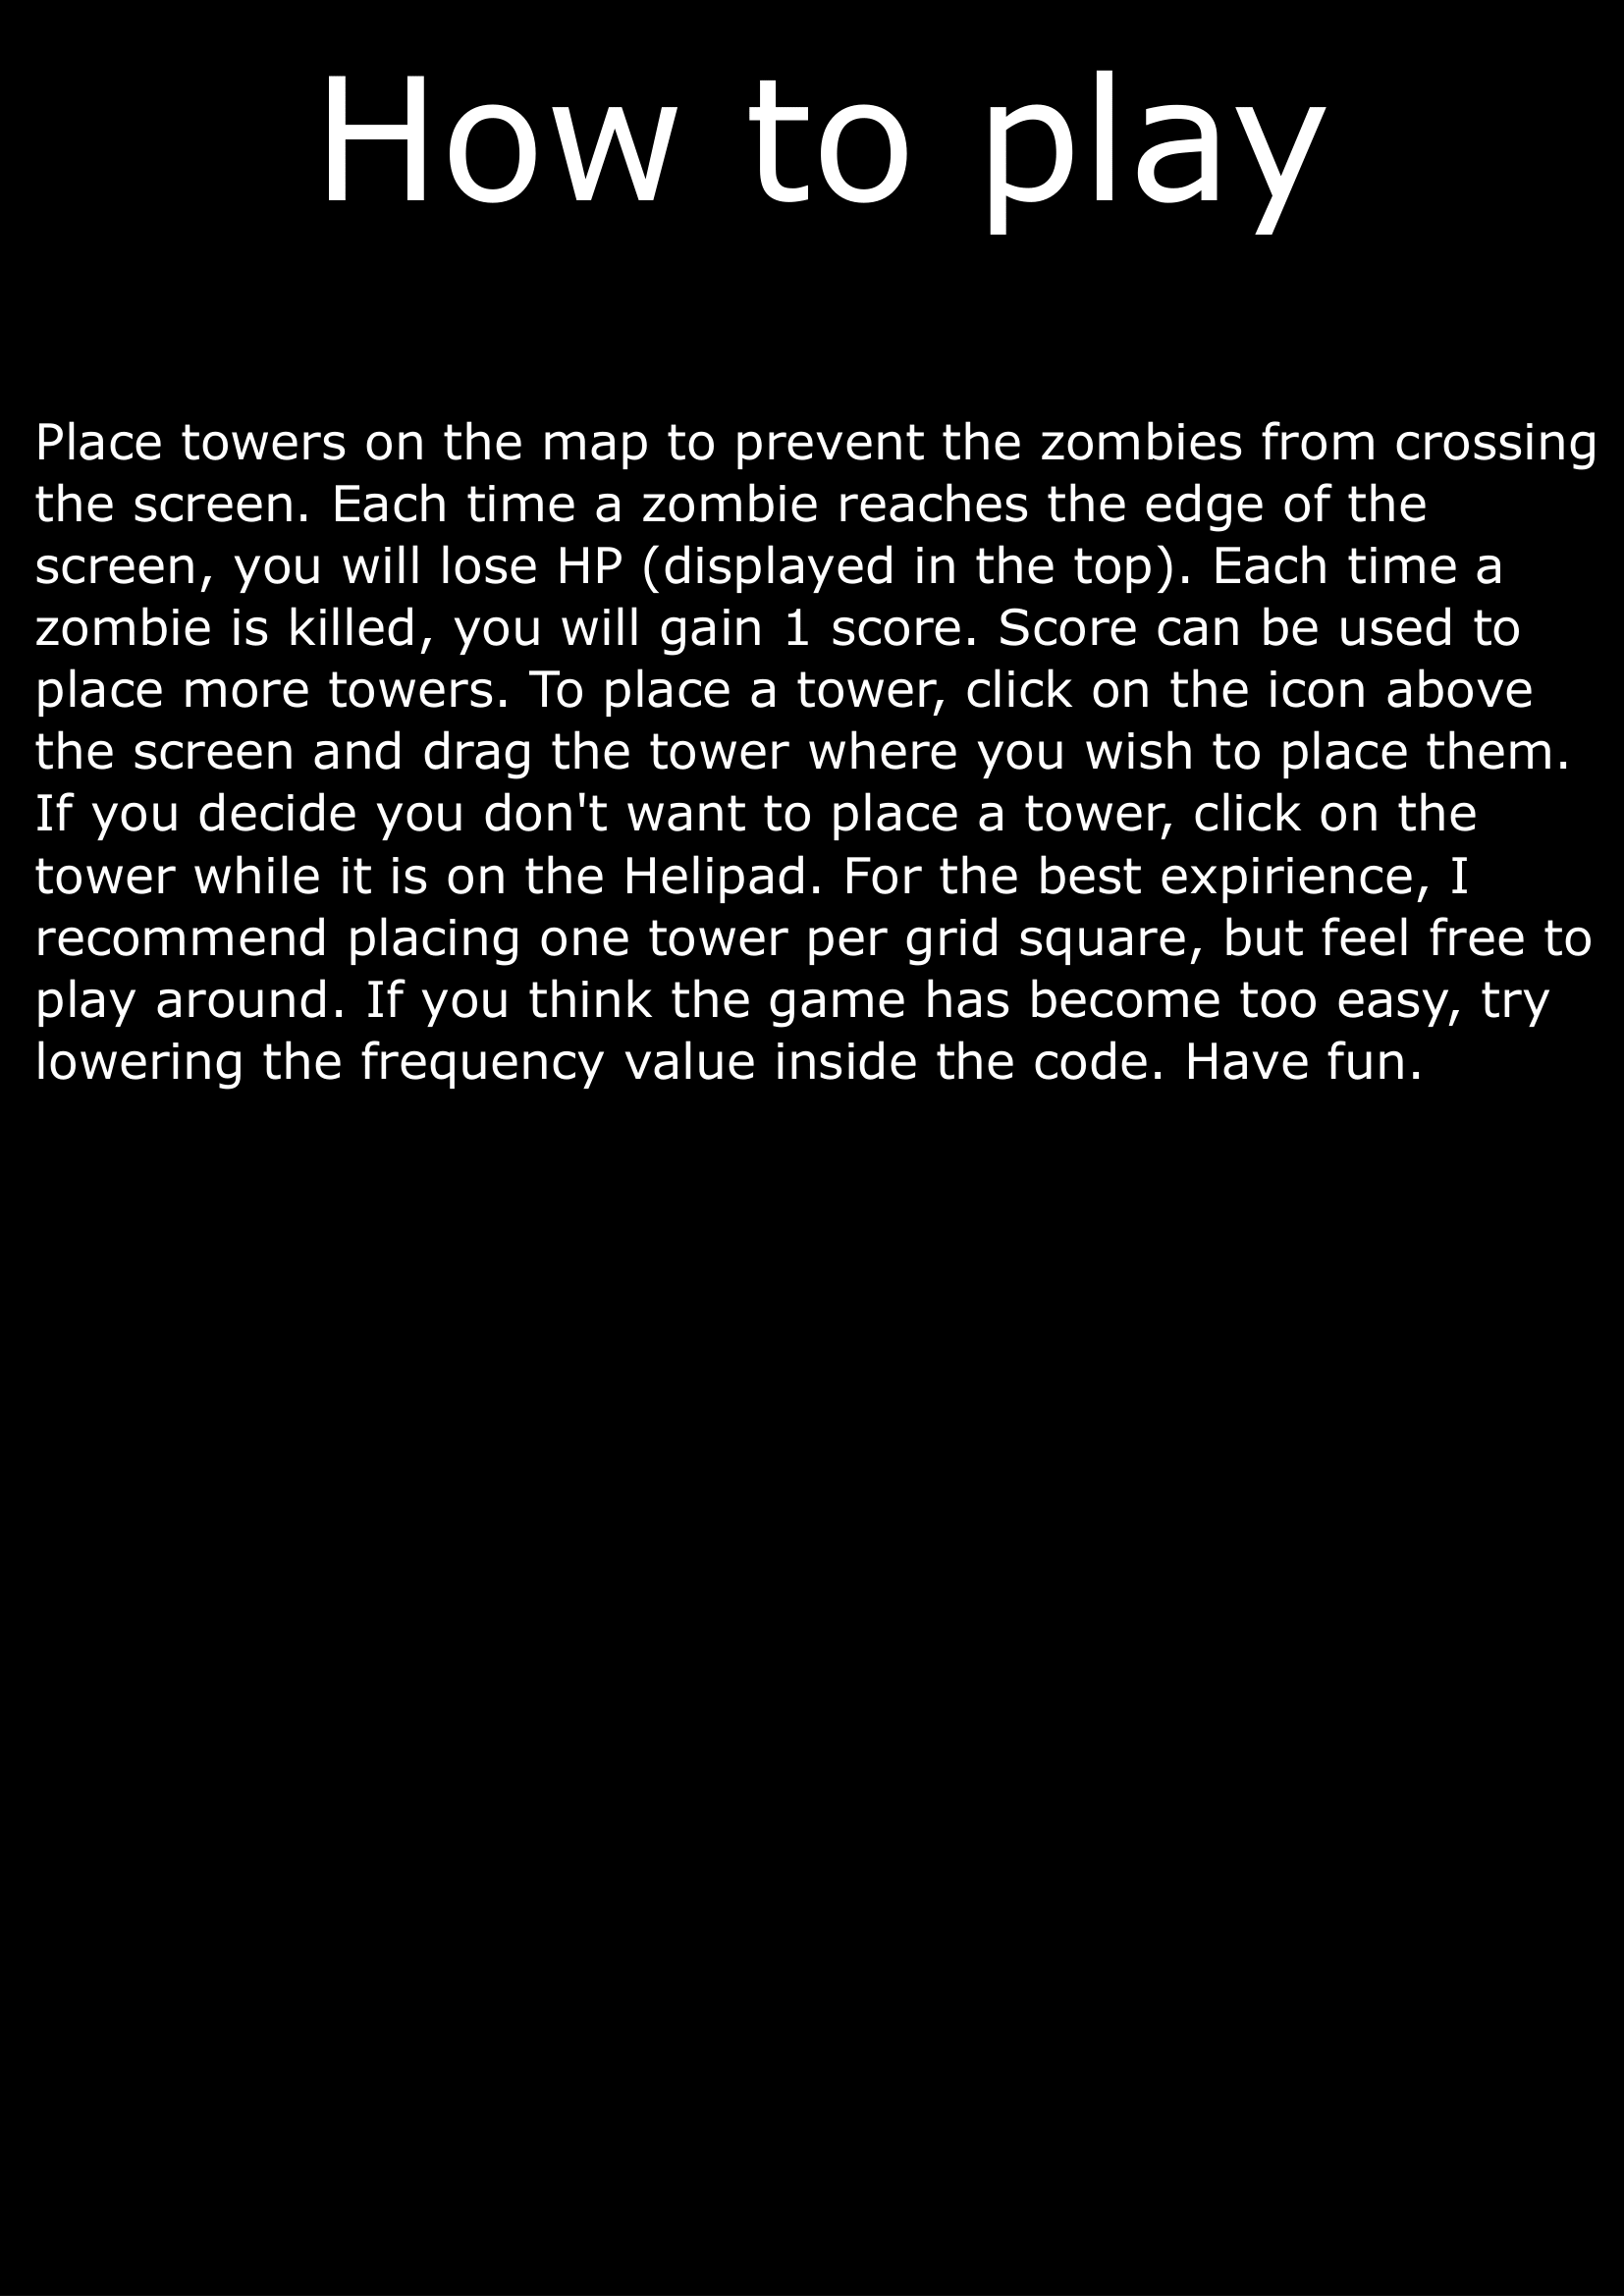 How to play
Place towers on the map to prevent the zombies from crossing
the screen. Each time a zombie reaches the edge of the
screen, you will lose HP (displayed in the top). Each time a
zombie is killed, you will gain 1 score. Score can be used to
place more towers. To place a tower, click on the icon above
the screen and drag the tower where you wish to place them.
If you decide you don't want to place a tower, click on the
tower while it is on the Helipad. For the best expirience, I
recommend placing one tower per grid square, but feel free to
play around. If you think the game has become too easy, try
lowering the frequency value inside the code. Have fun.